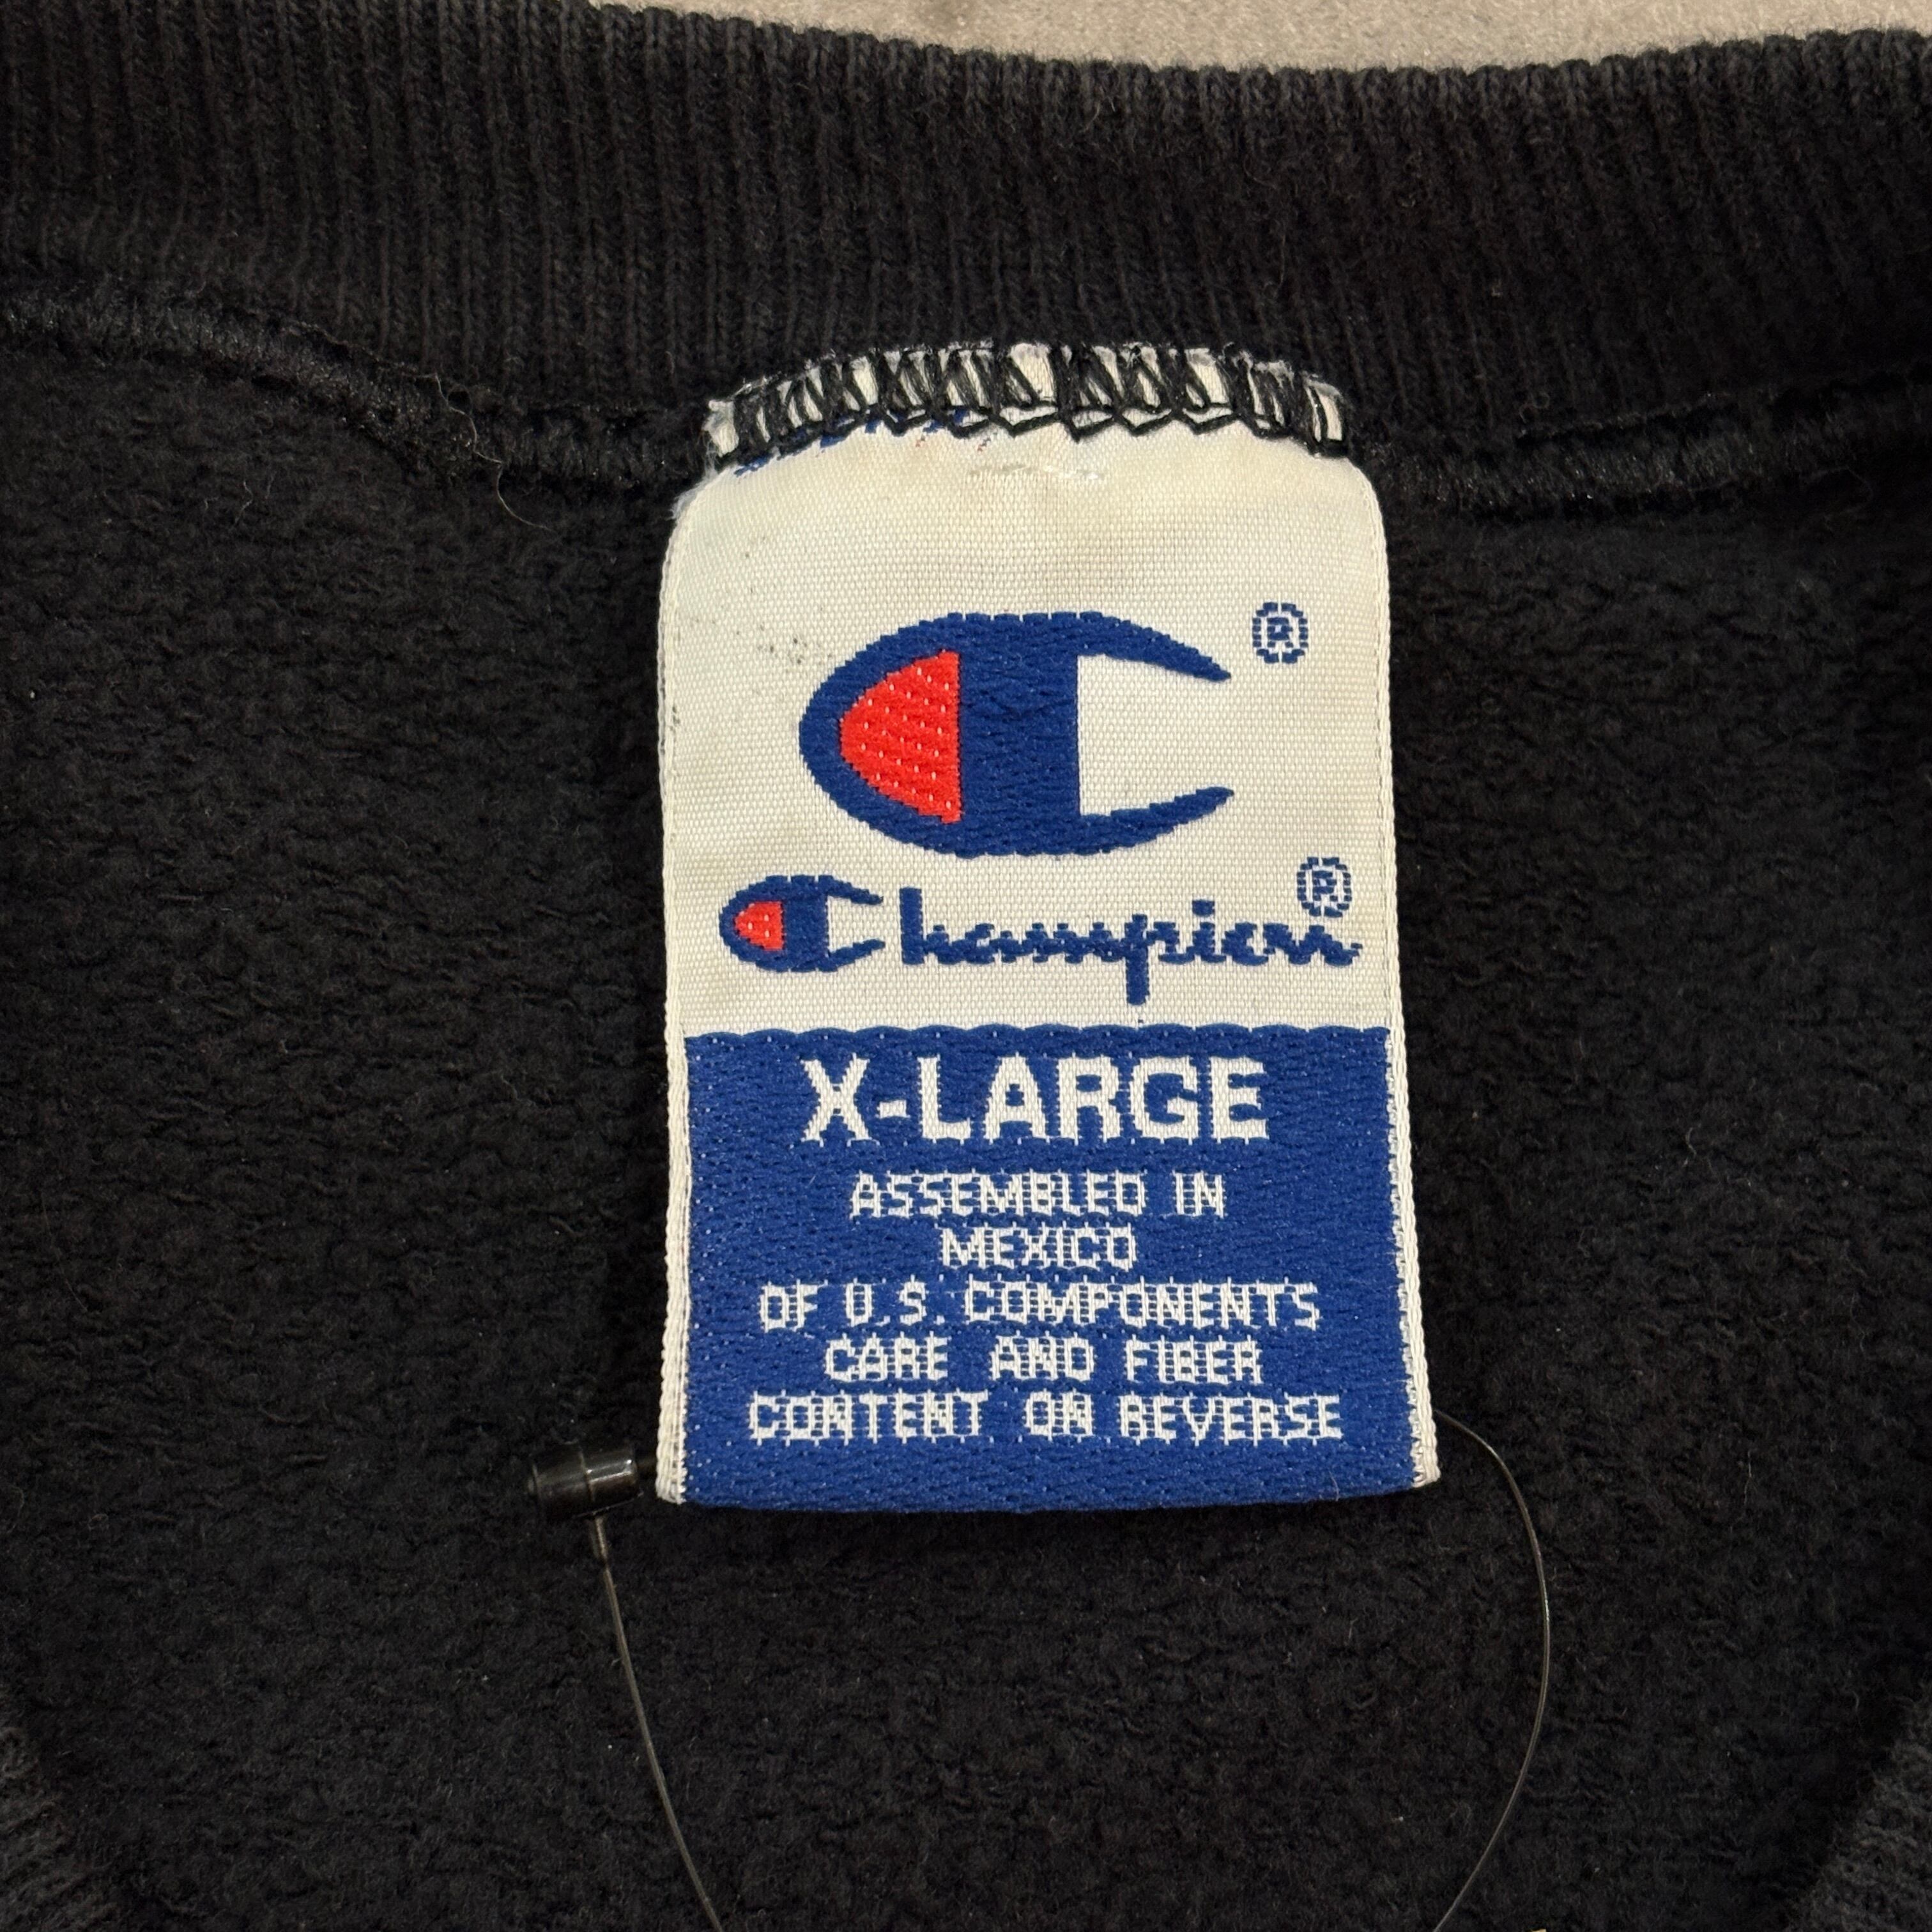 ®
Champion®
X-LARGE
ASSEMBLED IN
MEXICO
OF U.S. COMPONENTS
CARE AND FIBER
CONTENT ON REVERSE